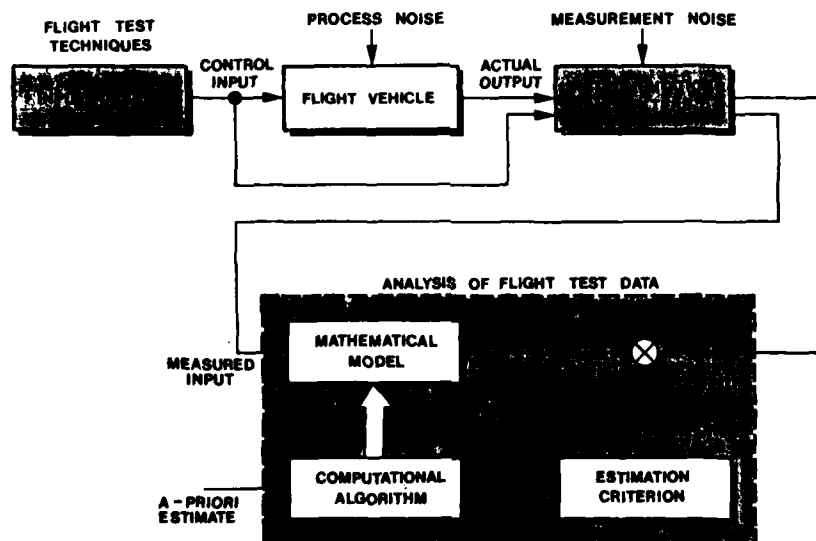 FLIGHT TEST
TECHNIQUES
PROCESS NOISE
MEASUREMENT NOISE
CONTROL
INPUT
FLIGHT VEHICLE
ACTUAL
OUTPUT
ANALYSIS OF FLIGHT TEST DATA
MATHEMATICAL
MODEL
MEASURED
INPUT
COMPUTATIONAL
ALGORITHM
ESTIMATION
CRITERION
A-PRIORI
ESTIMATE